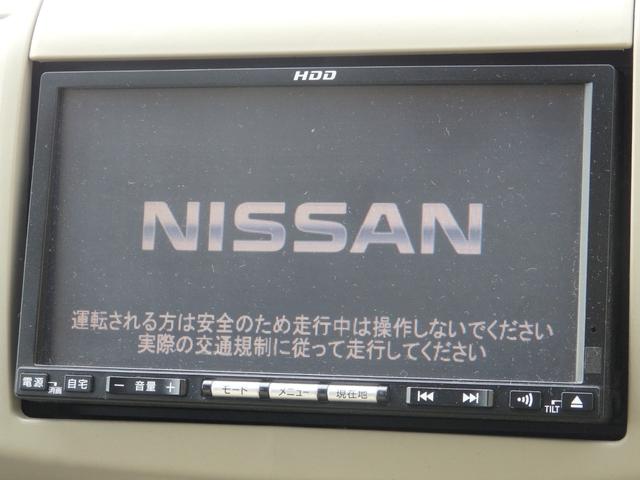 HDD
NISSAN
運転される方は安全のため走行中は操作しないでください
実際の交通規制に従って走行してください
電源 消画 自宅 － 音量 ＋ モード メニュー 現在地 TILT